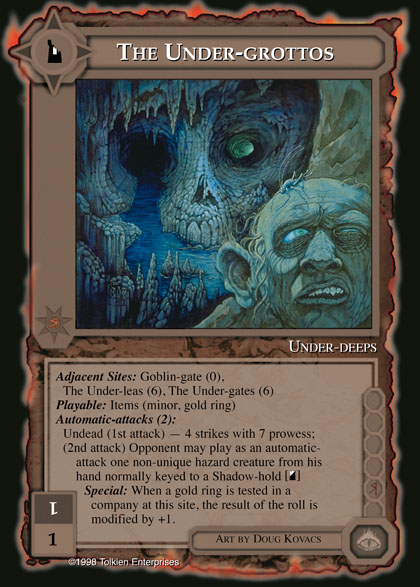 THE UNDER-GROTTOS
UNDER-DEEPS
Adjacent Sites: Goblin-gate (0),
The Under-leas (6), The Under-gates (6)
Playable: Items (minor, gold ring)
Automatic-attacks (2):
Undead (1st attack) — 4 strikes with 7 prowess;
(2nd attack) Opponent may play as an automatic-
attack one non-unique hazard creature from his
hand normally keyed to a Shadow-hold [ ]
Special: When a gold ring is tested in a
company at this site, the result of the roll is
modified by +1.
1
1
ART BY DOUG KOVACS
©1998 Tolkien Enterprises